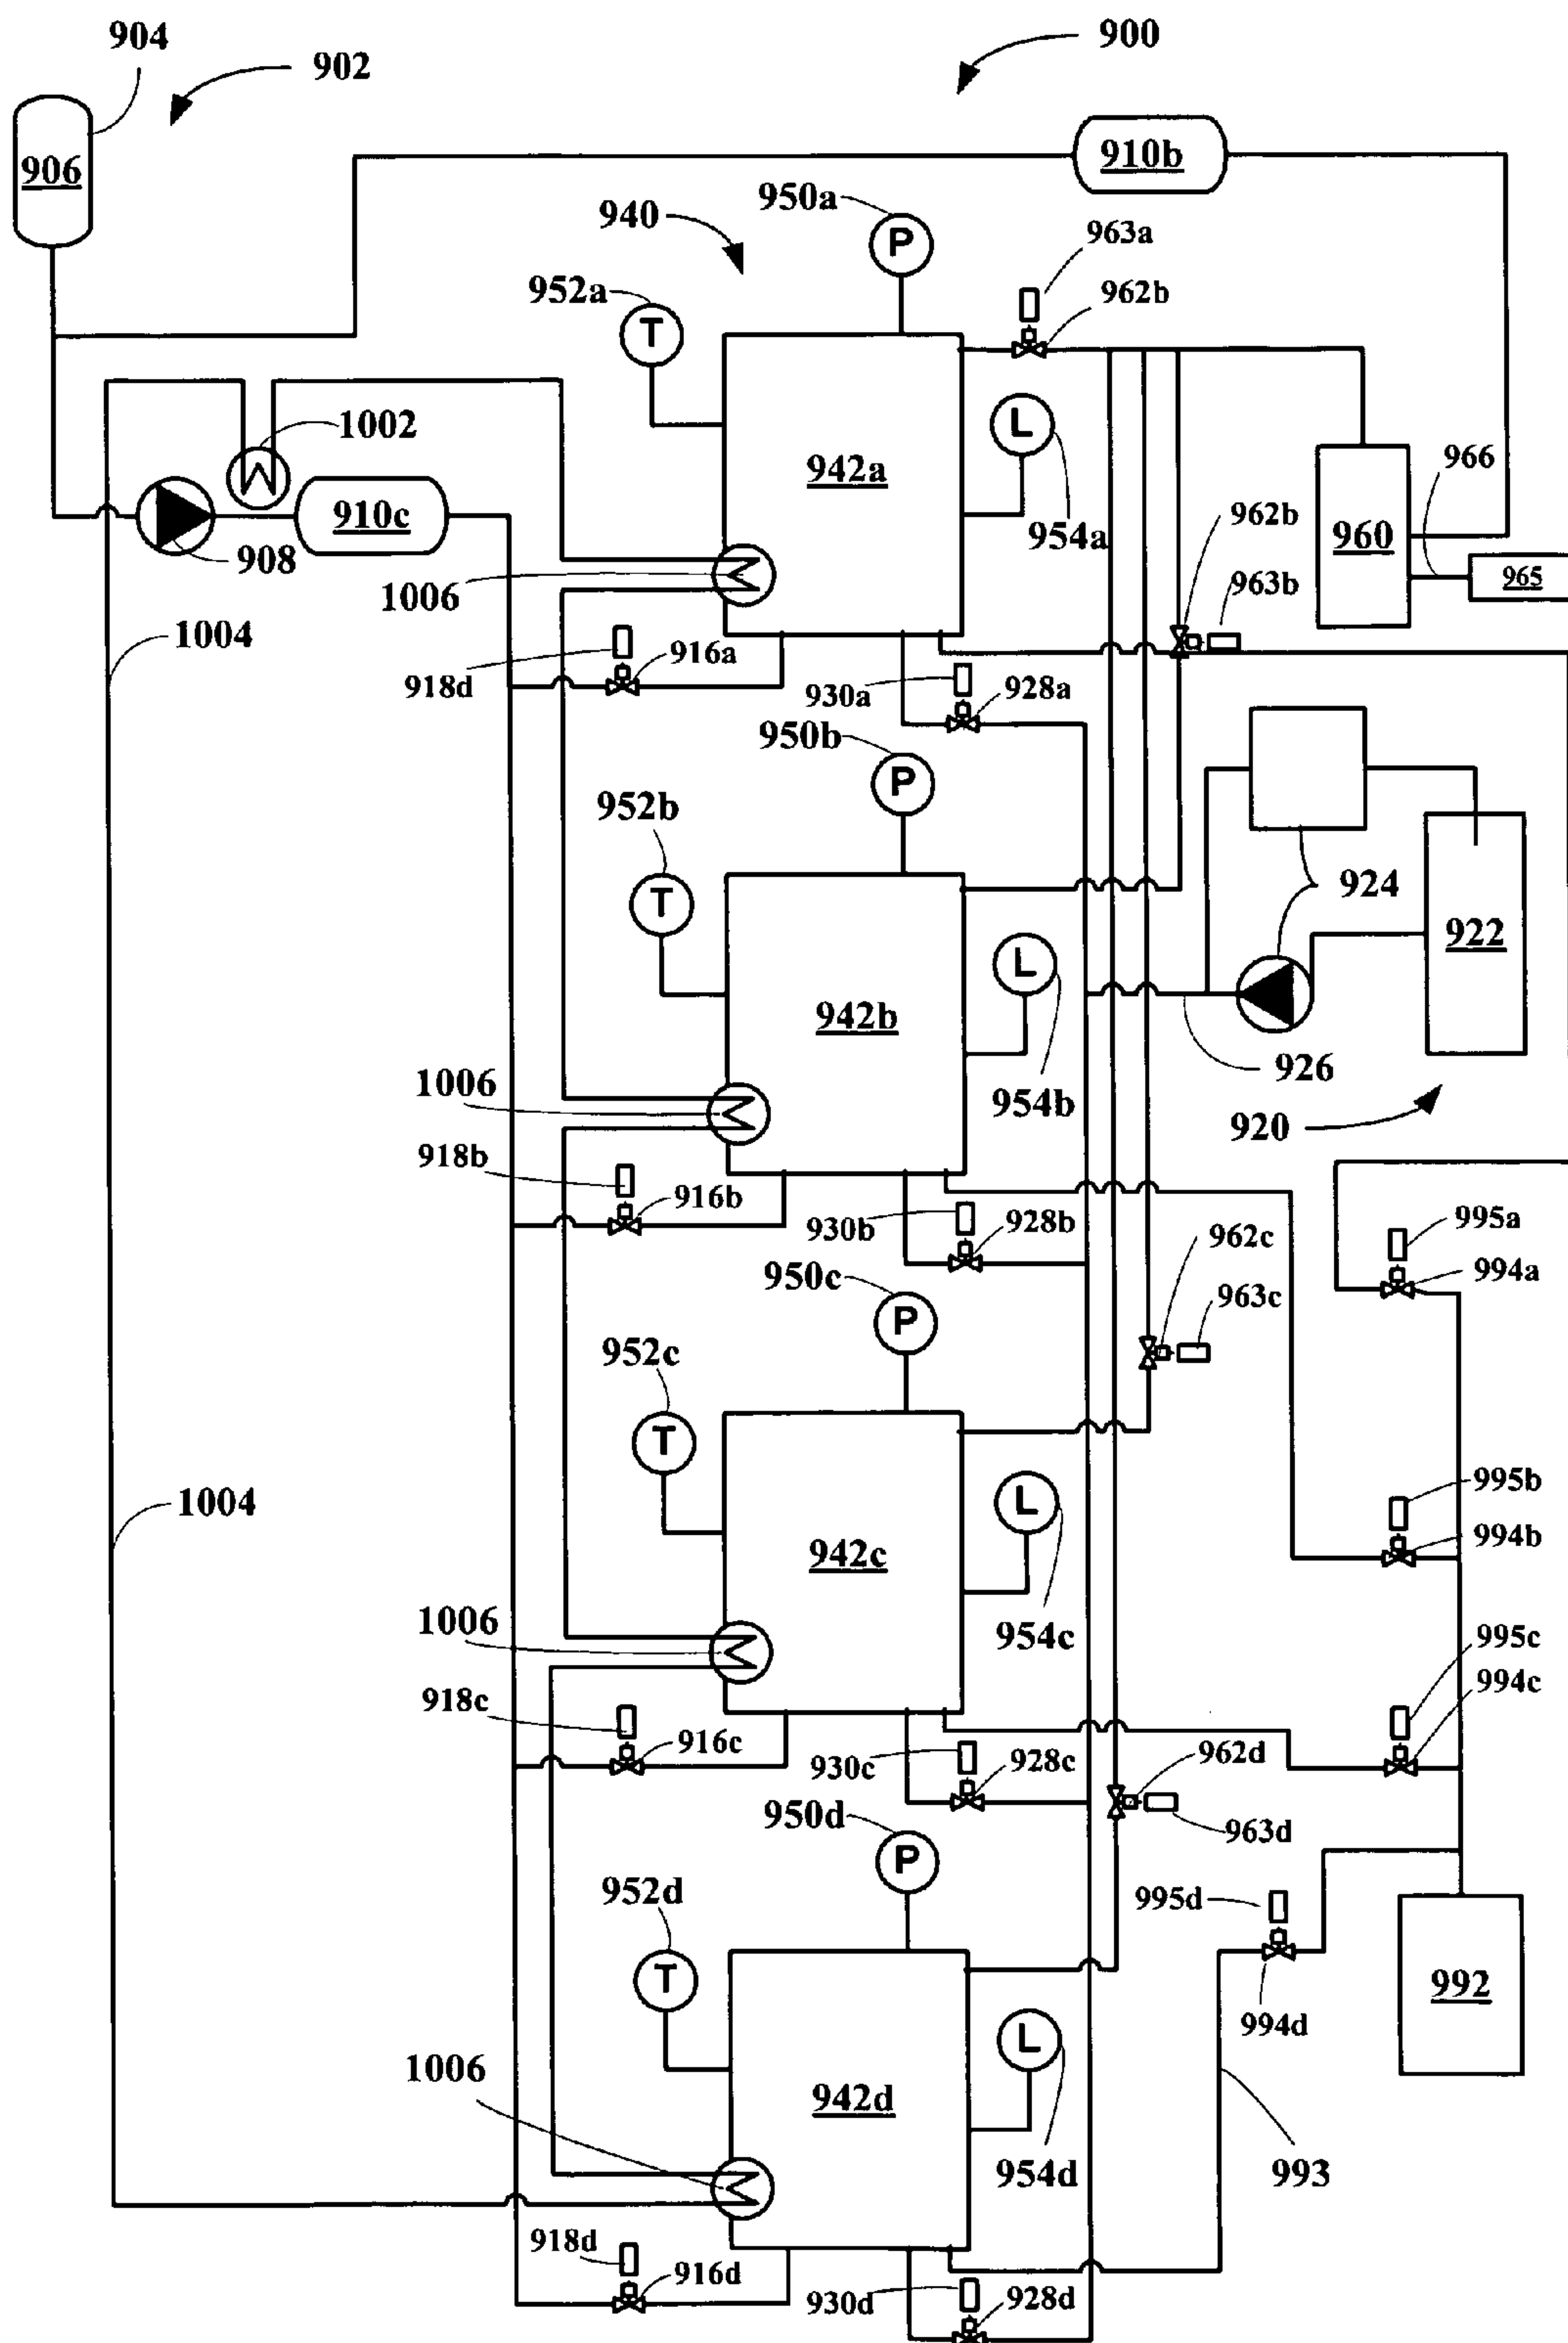 904
902
900
906
910b
950a
940
963a
952a
P
962b
T
1002
L
966
942a
962b
910c
954a
960
908
965
963b
1006
1004
916a
918d
930a
928a
950b
P
952b
924
T
922
L
942b
926
1006
954b
920
918b
916b
995a
930b
928b
962c
994a
950c
963c
P
952c
T
995b
1004
L
994b
942c
1006
954c
995c
994c
918c
916c
962d
930c
928c
950d
963d
P
952d
995d
T
992
994d
L
1006
942d
954d
993
918d
916d
930d
928d